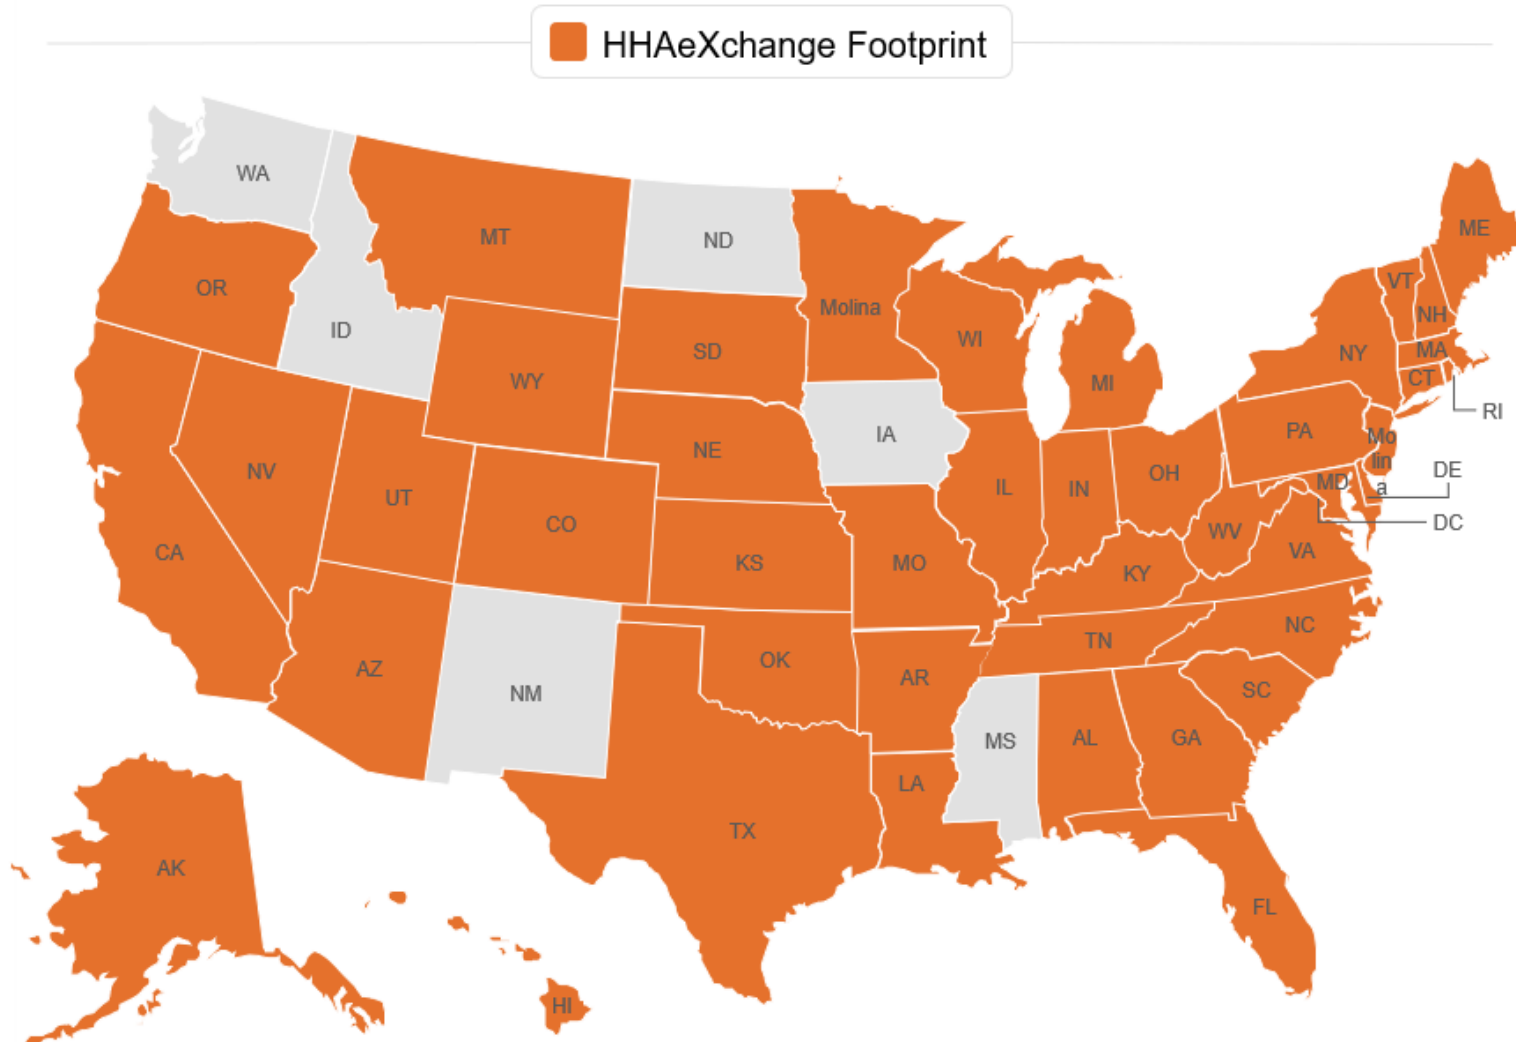 HHAeXchange Footprint
WA
MT
ND
ME
OR
ID
SD
Molina
WI
MI
VT
NH
NY
MA
CT
RI
WY
NE
IA
PA
Mo
lin
a
DE
NV
UT
CO
IL
IN
OH
MD
DC
CA
KS
MO
WV
VA
KY
AZ
NM
OK
AR
TN
NC
SC
TX
LA
MS
AL
GA
AK
FL
HI